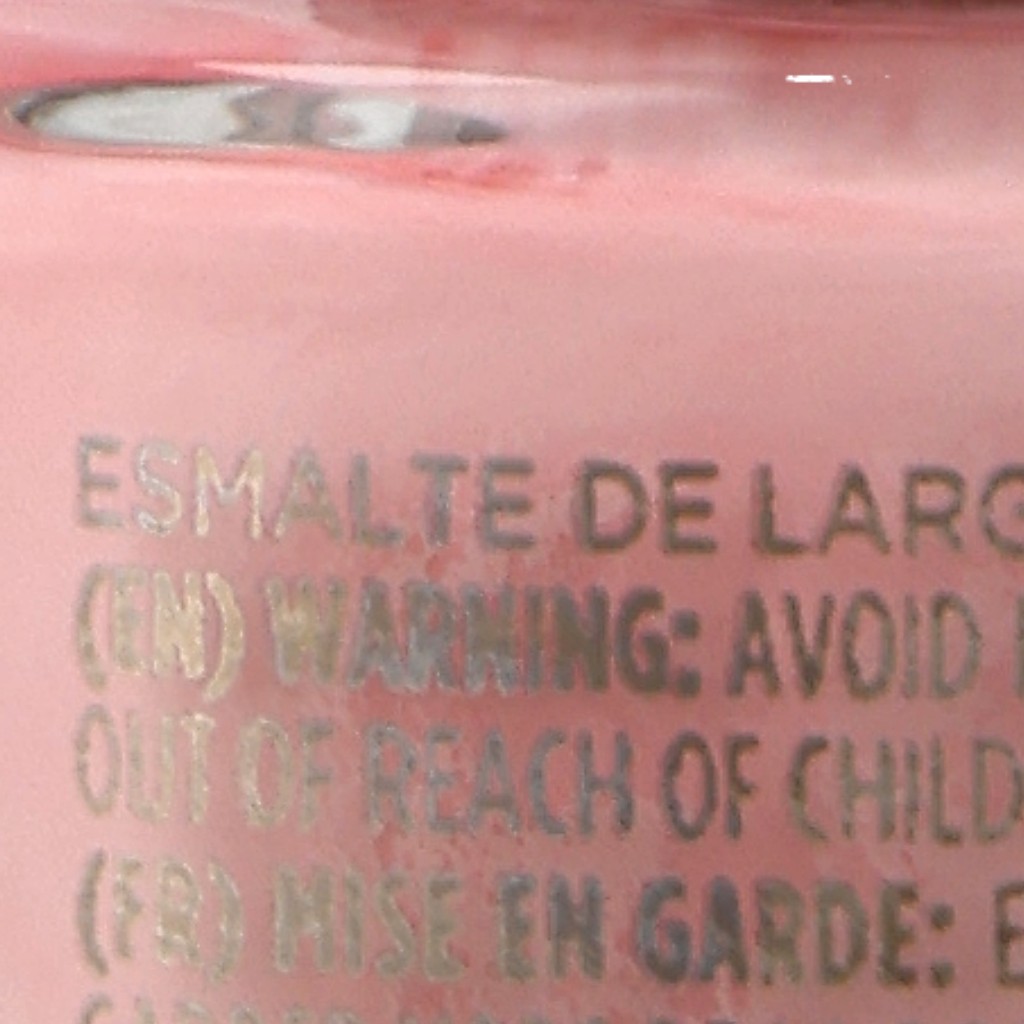 ESMALTE DE LARG
(EN) WARNING: AVOID
OUT OF REACH OF CHILD
(FR) MISE EN GARDE: E